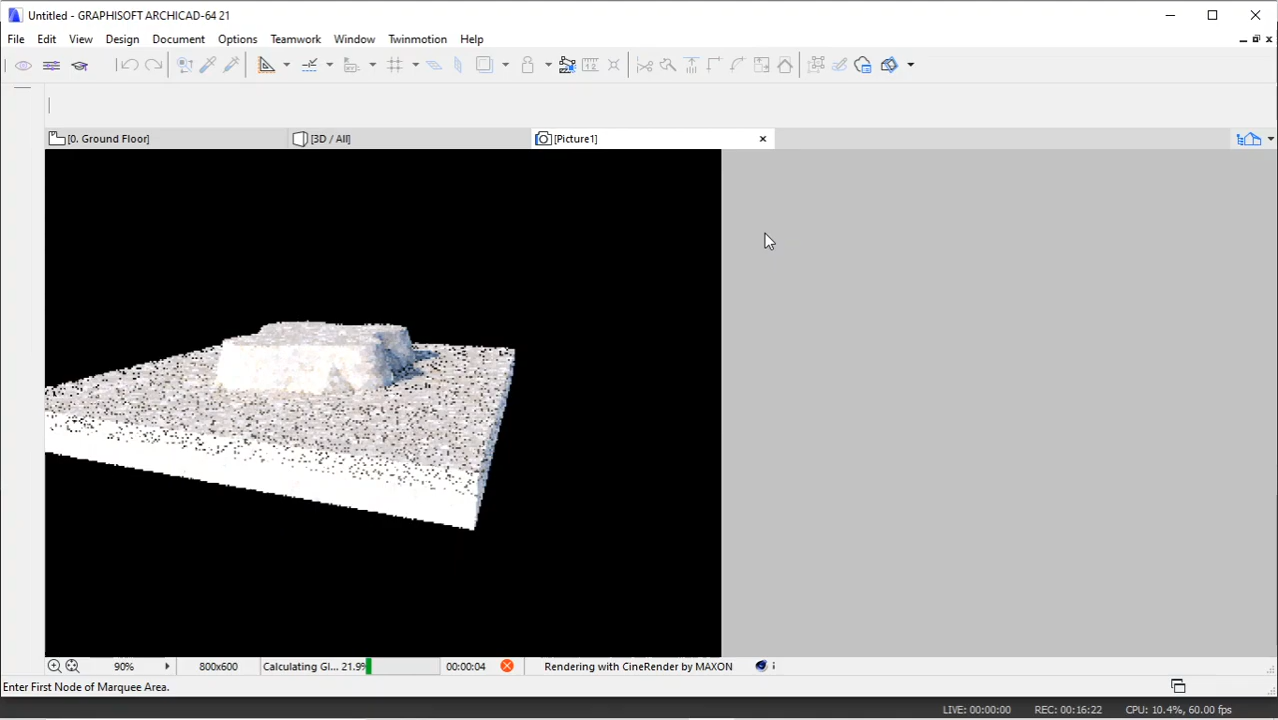 Untitled - GRAPHISOFT ARCHICAD-64 21
File Edit View Design Document Options Teamwork Window Twinmotion Help
[0. Ground Floor] [3D / All] [Picture1]
90% 800x600 Calculating GI... 21.9% 00:00:04 Rendering with CineRender by MAXON i
Enter First Node of Marquee Area.
LIVE: 00:00:00 REC: 00:16:22 CPU: 10.4%, 60.00 fps